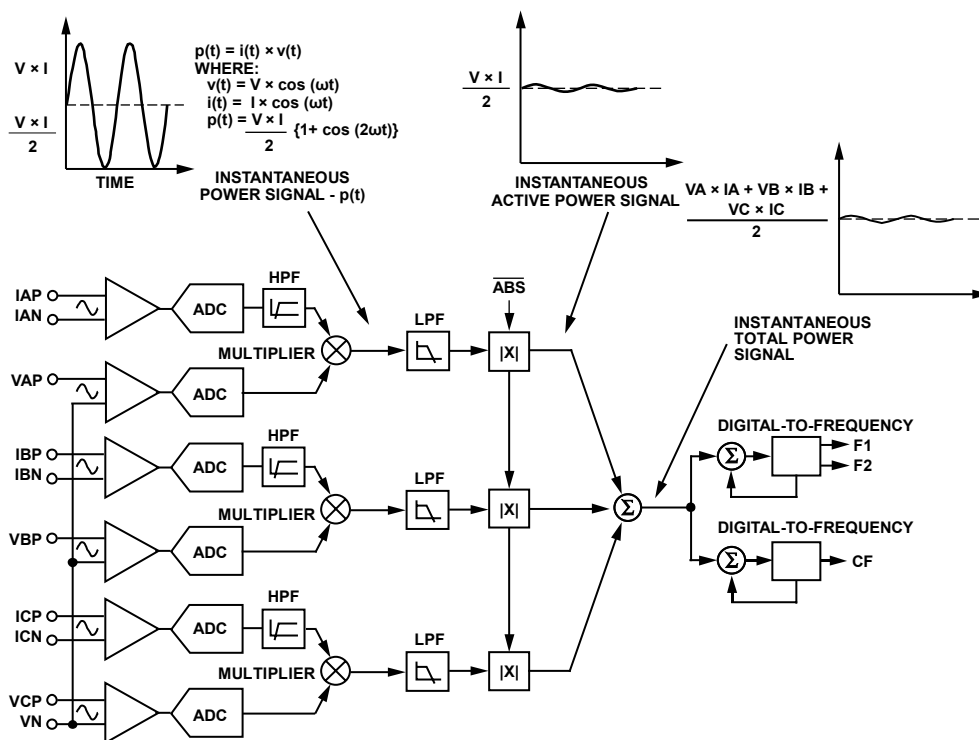 V × I
V × I
2
TIME
p(t) = i(t) × v(t)
WHERE:
v(t) = V × cos (ωt)
i(t) = I × cos (ωt)
p(t) = V × I
2
{1+ cos (2ωt)}
INSTANTANEOUS
POWER SIGNAL - p(t)
V × I
2
INSTANTANEOUS
ACTIVE POWER SIGNAL
VA × IA + VB × IB +
VC × IC
2
INSTANTANEOUS
TOTAL POWER
SIGNAL
IAP
IAN
ADC
HPF
MULTIPLIER
LPF
ABS
|X|
VAP
ADC
IBP
IBN
ADC
HPF
MULTIPLIER
LPF
|X|
Σ
VBP
ADC
ICP
ICN
ADC
HPF
MULTIPLIER
LPF
|X|
VCP
VN
ADC
DIGITAL-TO-FREQUENCY
Σ
F1
F2
DIGITAL-TO-FREQUENCY
Σ
CF